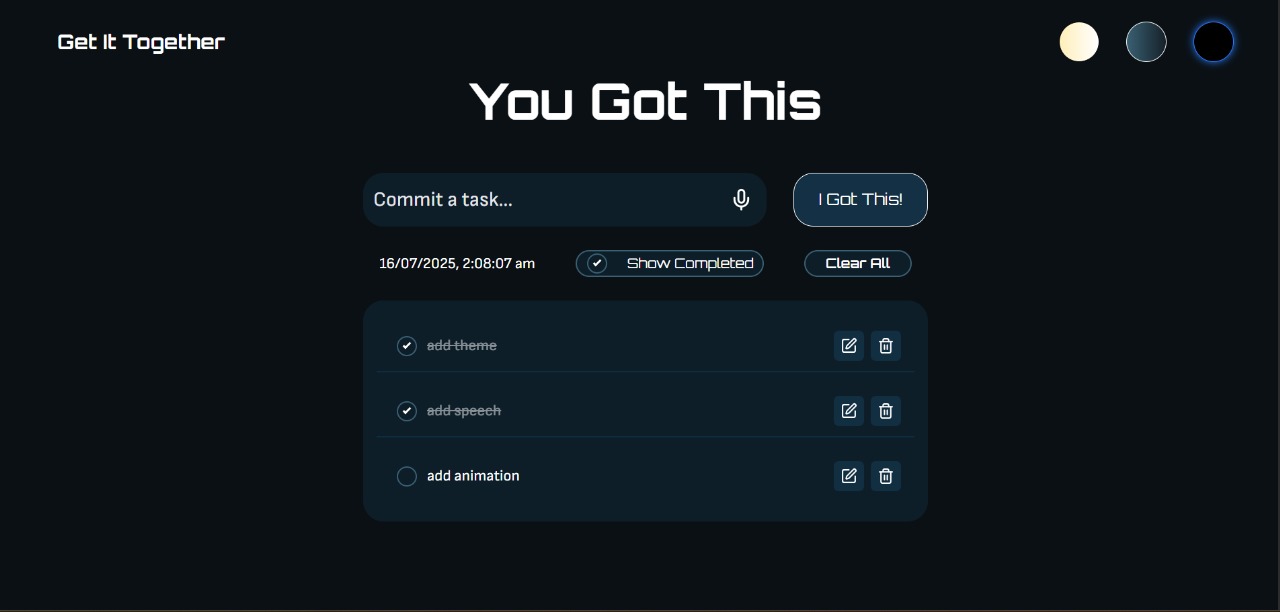 Get It Together
You Got This
Commit a task...
I Got This!
16/07/2025, 2:08:07 am
Show Completed
Clear All
add theme
add speech
add animation